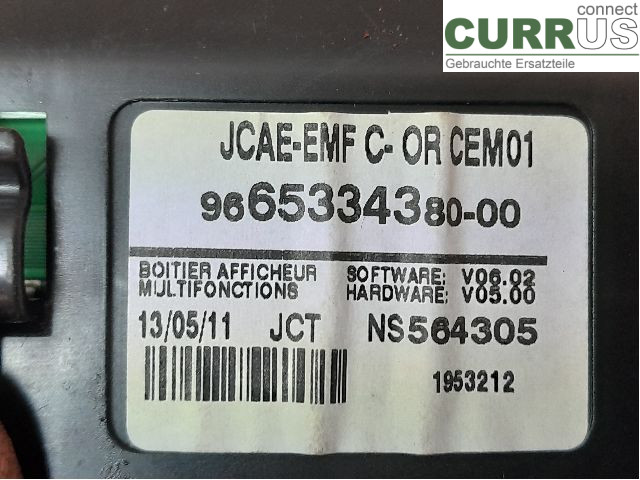 connect
CURRUS
Gebrauchte Ersatzteile
JCAE-EMF C- OR CEM01
9665334380-00
BOITIER AFFICHEUR SOFTWARE: V06.02
MULTIFONCTIONS HARDWARE: V05.00
13/05/11 JCT NS564305
1953212